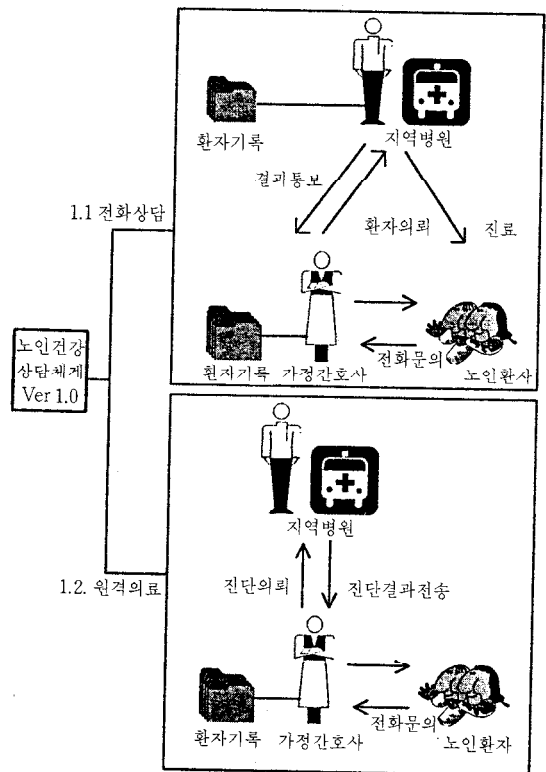 환자기록
지역병원
결과통보
환자의뢰
진료
1.1 전화상담
환자기록
가정간호사
전화문의
노인환자
노인건강
상담체계
Ver 1.0
지역병원
1.2. 원격의료
진단의뢰
진단결과전송
환자기록
가정간호사
전화문의
노인환자